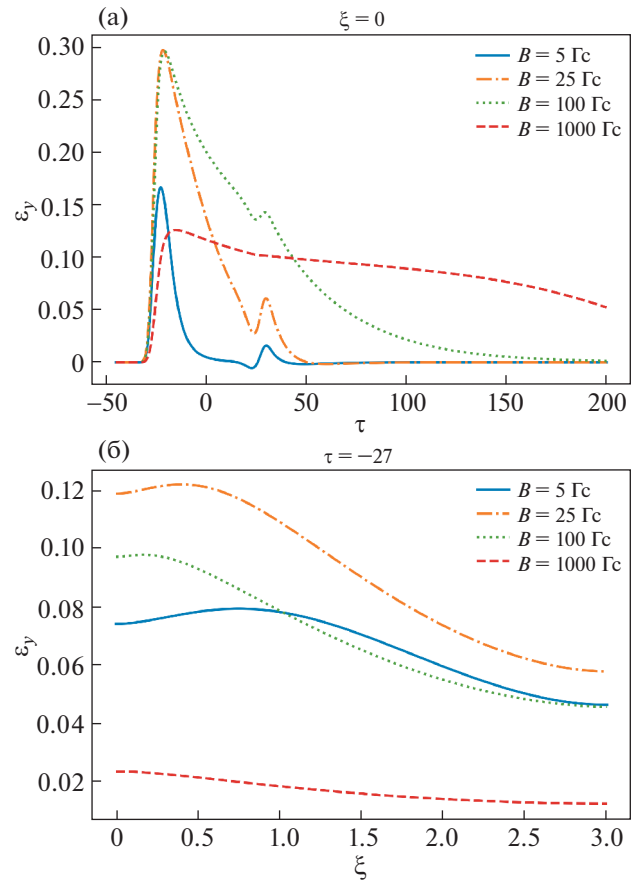 (а)
ξ = 0
0.30
0.25
0.20
0.15
0.10
0.05
0
ε_y
B = 5 Гс
B = 25 Гс
B = 100 Гс
B = 1000 Гс
−50 0 50 100 150 200
τ
(б)
τ = −27
0.12
0.10
0.08
0.06
0.04
0.02
ε_y
B = 5 Гс
B = 25 Гс
B = 100 Гс
B = 1000 Гс
0 0.5 1.0 1.5 2.0 2.5 3.0
ξ